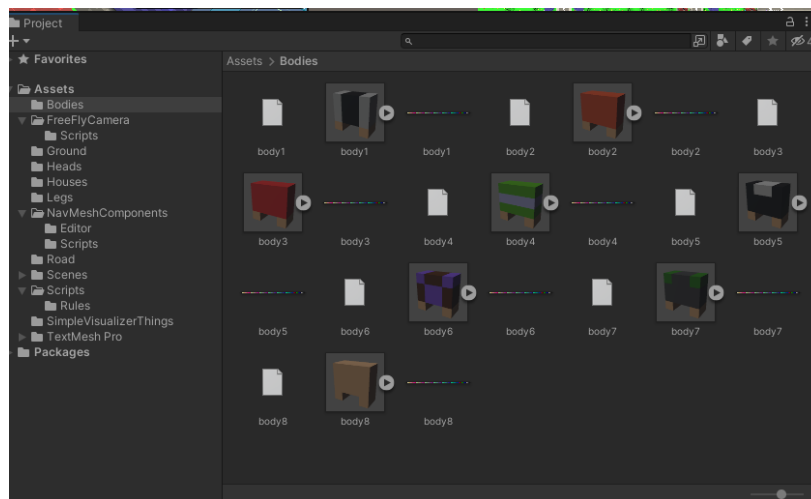 Project
Favorites
Assets > Bodies
Assets
Bodies
FreeFlyCamera
Scripts
Ground
Heads
Houses
Legs
NavMeshComponents
Editor
Scripts
Road
Scenes
Scripts
Rules
SimpleVisualizerThings
TextMesh Pro
Packages
body1 body1 body1 body2 body2 body2 body3
body3 body3 body4 body4 body4 body5 body5
body5 body6 body6 body6 body7 body7 body7
body8 body8 body8